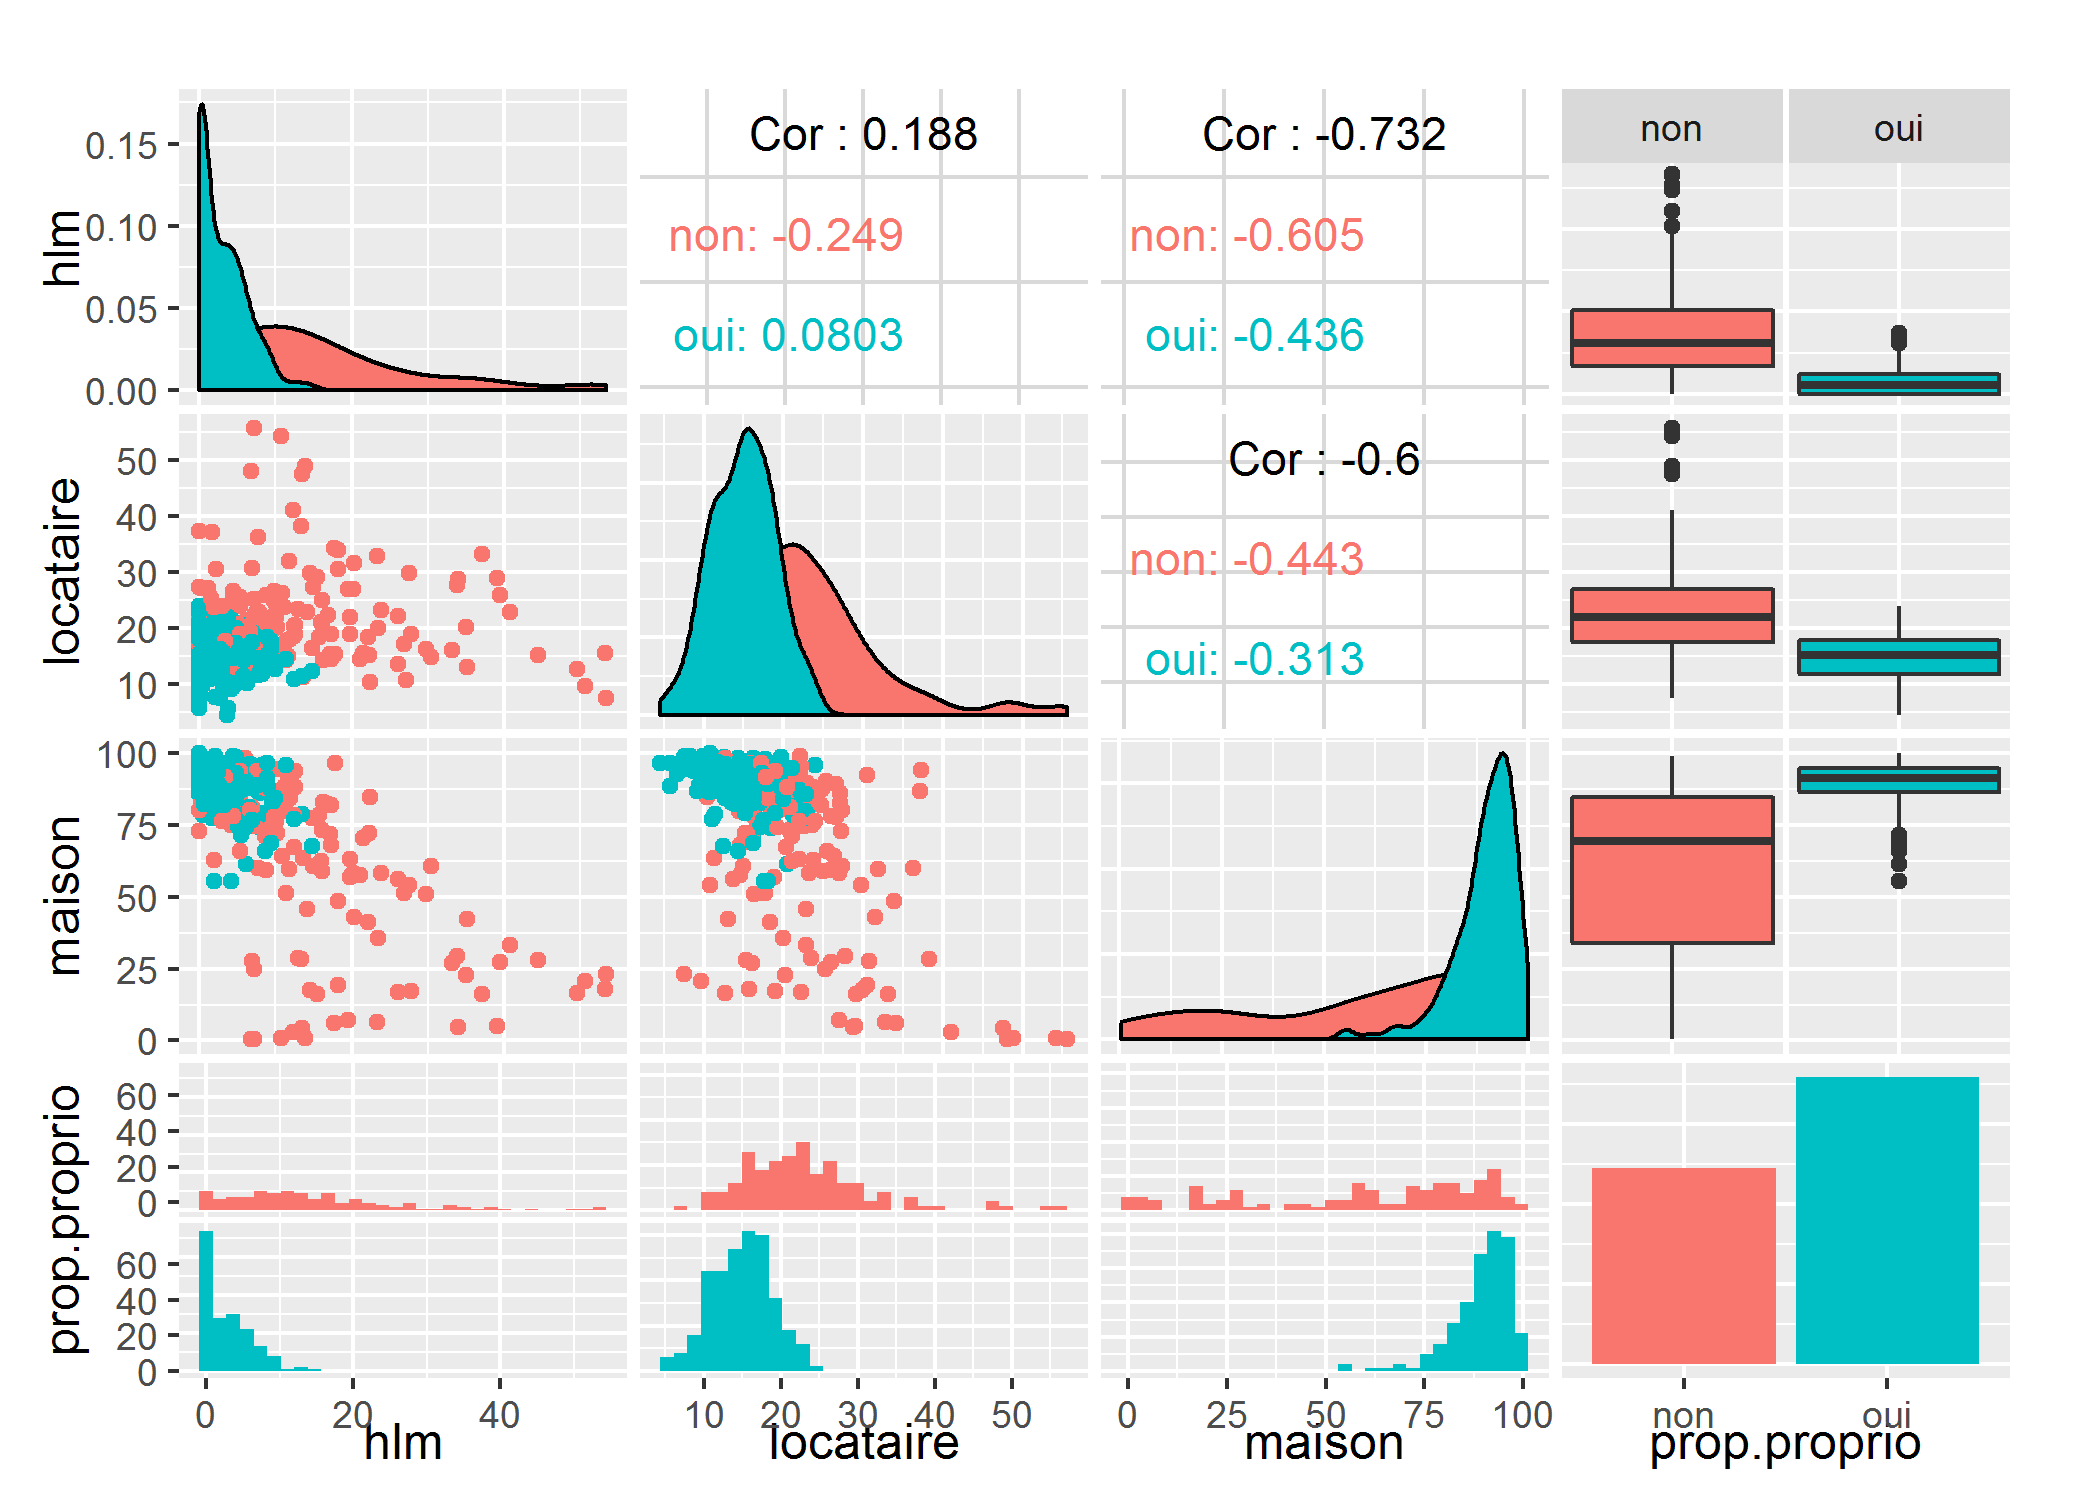 hlm
0.15
0.10
0.05
0.00
Cor : 0.188
non: -0.249
oui: 0.0803
Cor : -0.732
non: -0.605
oui: -0.436
non oui
locataire
50
40
30
20
10
Cor : -0.6
non: -0.443
oui: -0.313
maison
100
75
50
25
0
prop.proprio
60
40
20
0
60
40
20
0
0 20 40 10 20 30 40 50 0 25 50 75 100 non oui
hlm locataire maison prop.proprio